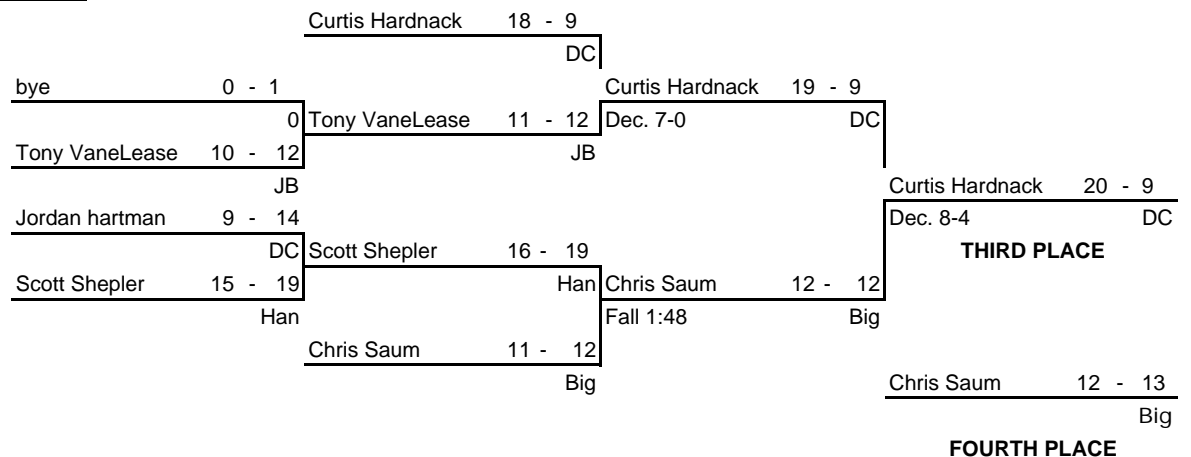 Curtis Hardnack 18 - 9
DC
bye 0 - 1 Curtis Hardnack 19 - 9
0 Tony VaneLease 11 - 12 Dec. 7-0 DC
Tony VaneLease 10 - 12 JB
JB Curtis Hardnack 20 - 9
Jordan hartman 9 - 14 Dec. 8-4 DC
DC Scott Shepler 16 - 19 THIRD PLACE
Scott Shepler 15 - 19 Han Chris Saum 12 - 12
Han Fall 1:48 Big
Chris Saum 11 - 12
Big Chris Saum 12 - 13
Big
FOURTH PLACE